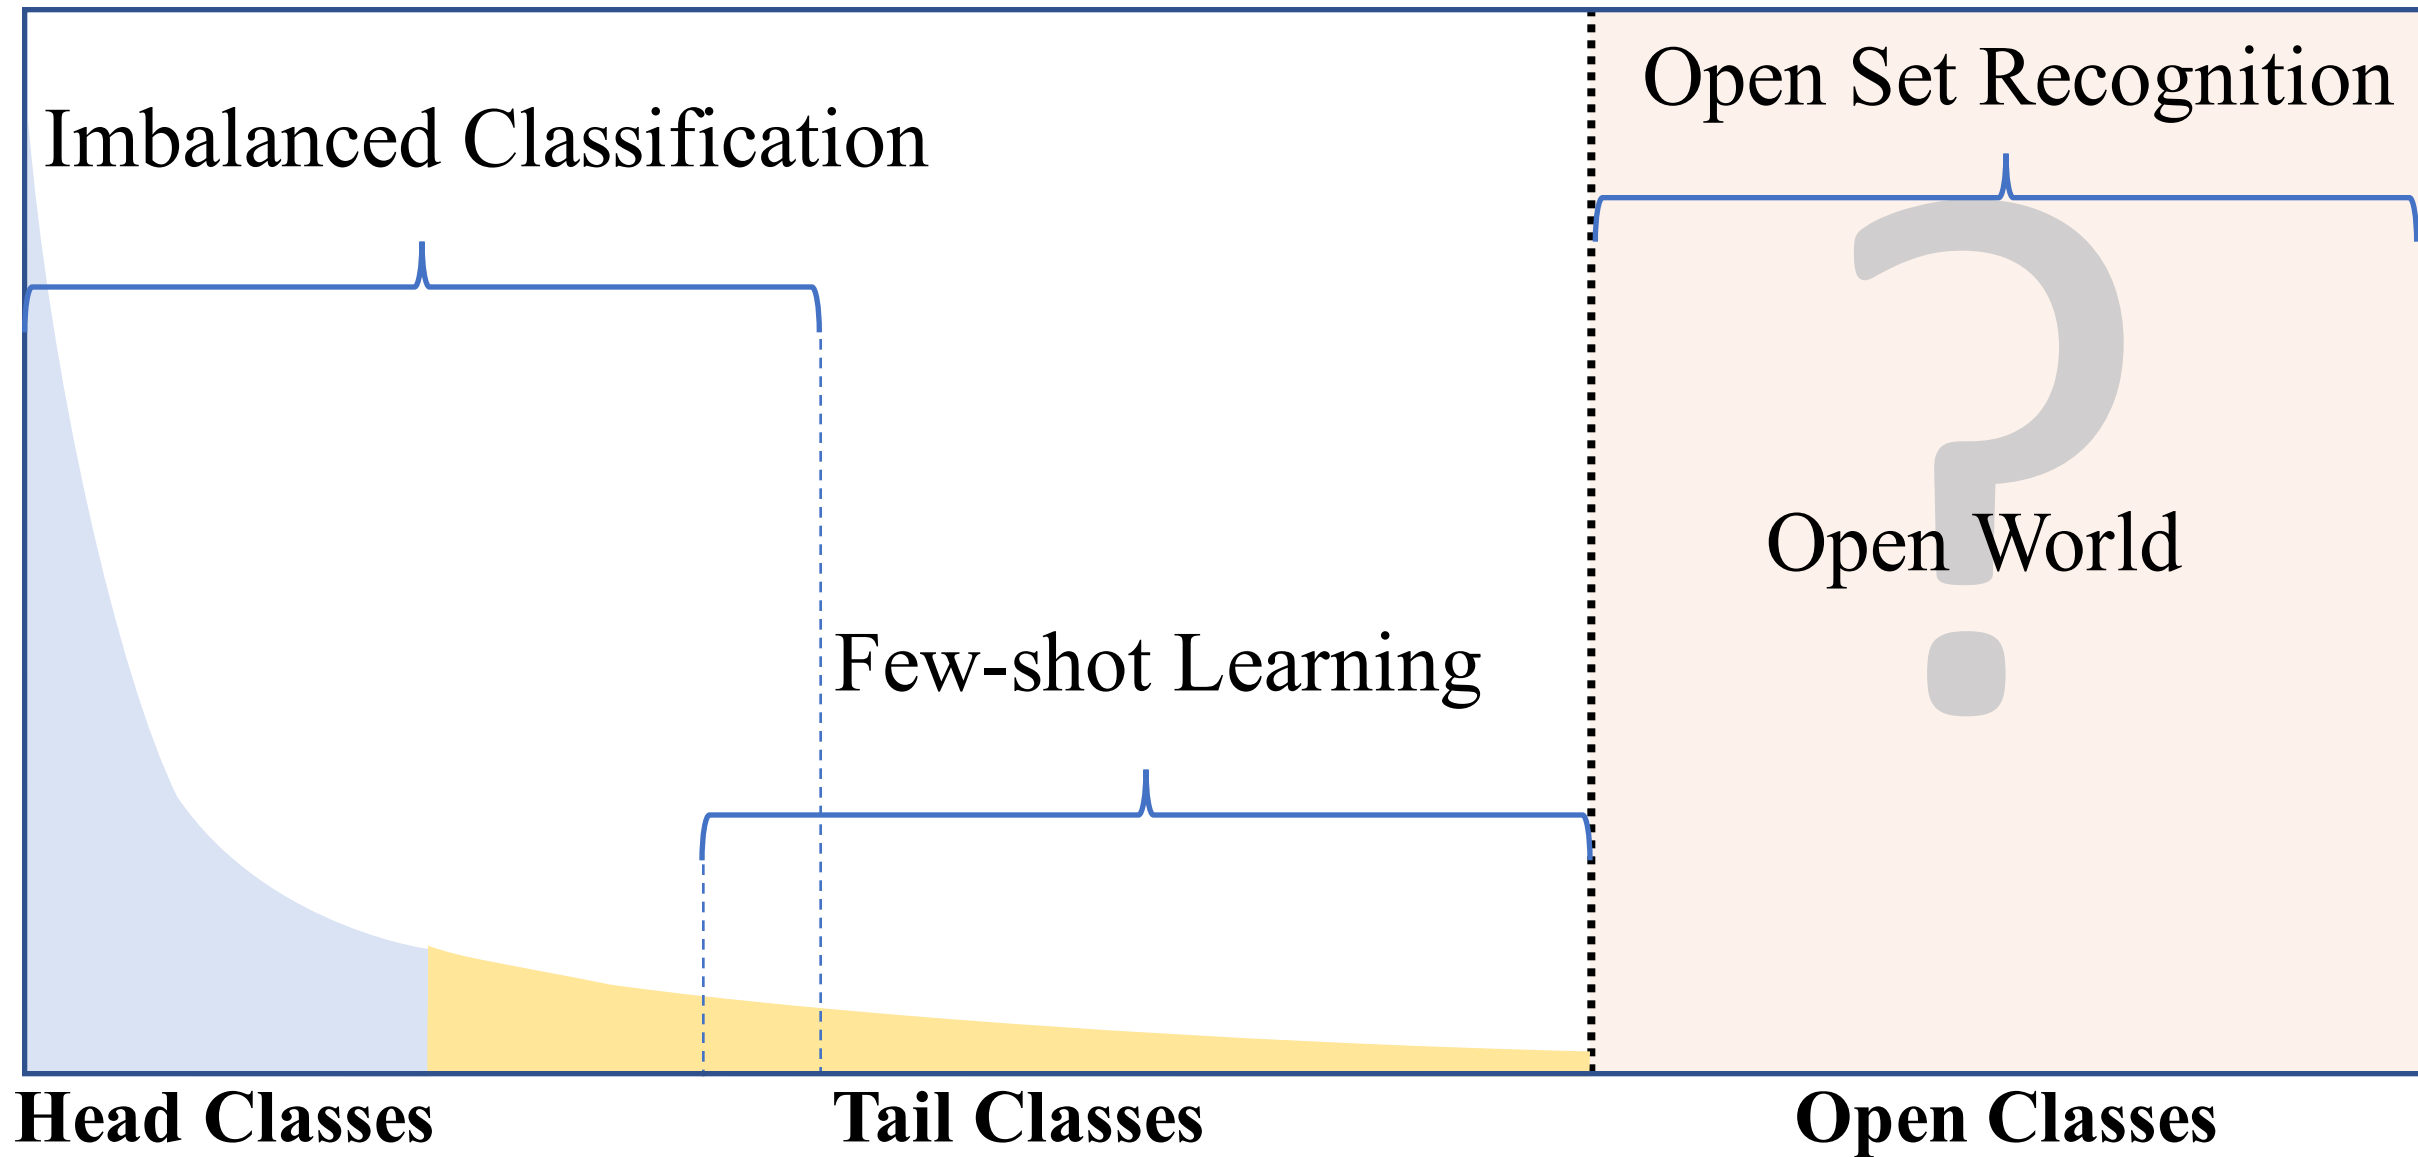 Open Set Recognition
Imbalanced Classification
?
Open World
Few-shot Learning
Head Classes
Tail Classes
Open Classes